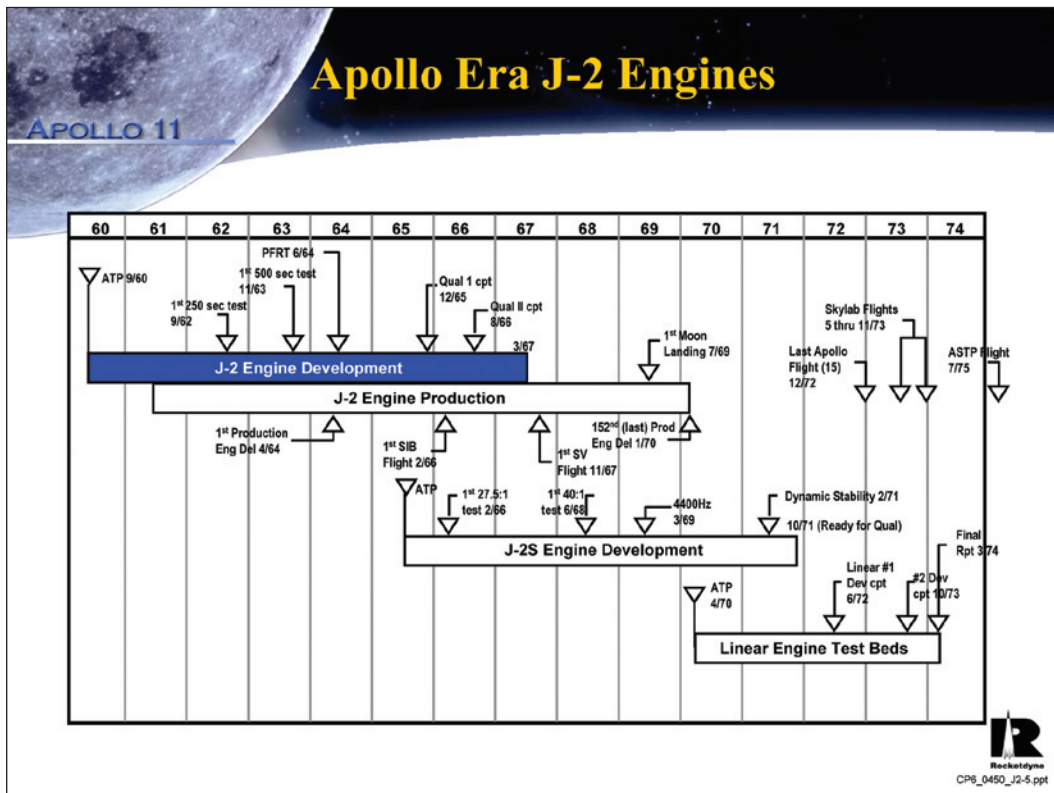 Apollo Era J-2 Engines
APOLLO 11
60 61 62 63 64 65 66 67 68 69 70 71 72 73 74
ATP 9/60
1st 250 sec test
9/62
1st 500 sec test
11/63
PFRT 6/64
Qual 1 cpt
12/65
Qual II cpt
8/66
3/67
J-2 Engine Development
1st Moon
Landing 7/69
Last Apollo
Flight (15)
12/72
Skylab Flights
5 thru 11/73
ASTP Flight
7/75
J-2 Engine Production
1st Production
Eng Del 4/64
1st SIB
Flight 2/66
1st SV
Flight 11/67
152nd (last) Prod
Eng Del 1/70
ATP
1st 27.5:1
test 2/66
1st 40:1
test 6/68
4400Hz
3/69
Dynamic Stability 2/71
10/71 (Ready for Qual)
J-2S Engine Development
ATP
4/70
Linear #1
Dev cpt
6/72
#2 Dev
cpt 10/73
Final
Rpt 3/74
Linear Engine Test Beds
R
Rocketdyne
CP6_0450_J2-5.ppt